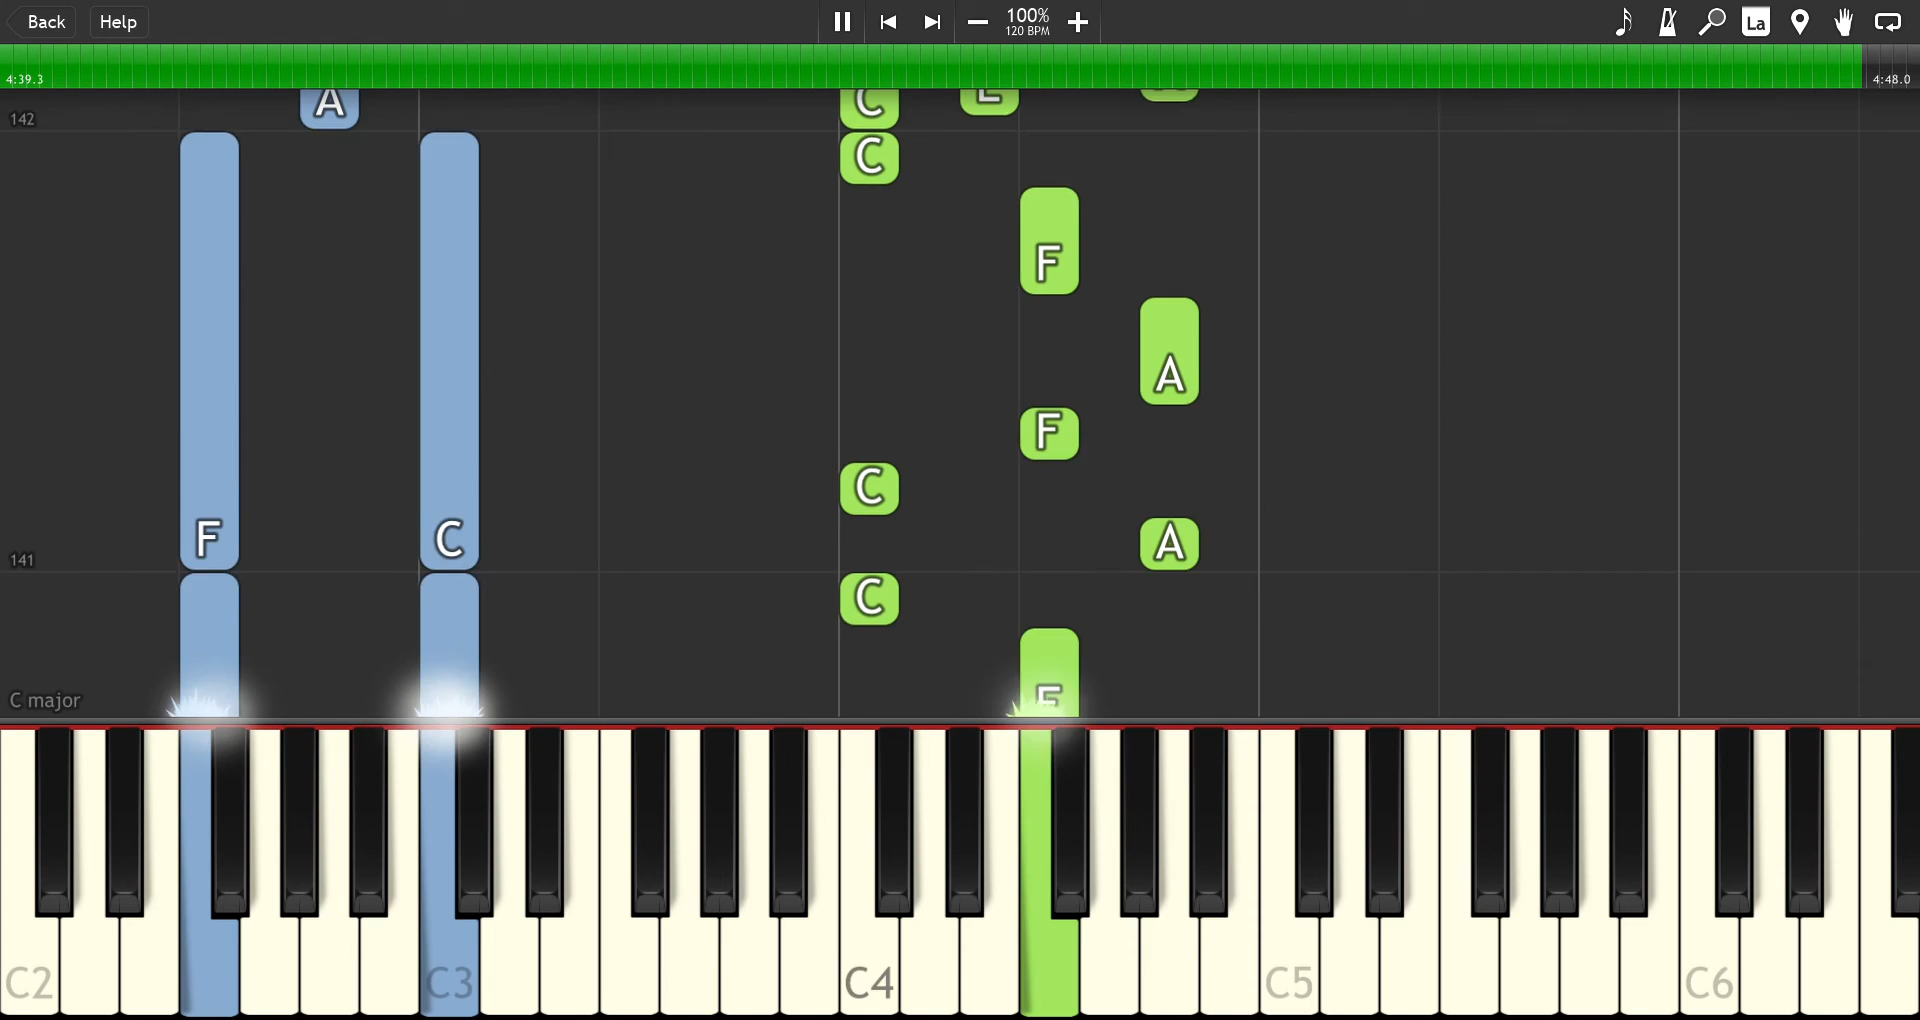 Back Help 100% La
120 BPM
4:39.3 4:48.0
142 A C E
C
F
A
F
C
F C A
141
C
F
C major
C2 C3 C4 C5 C6